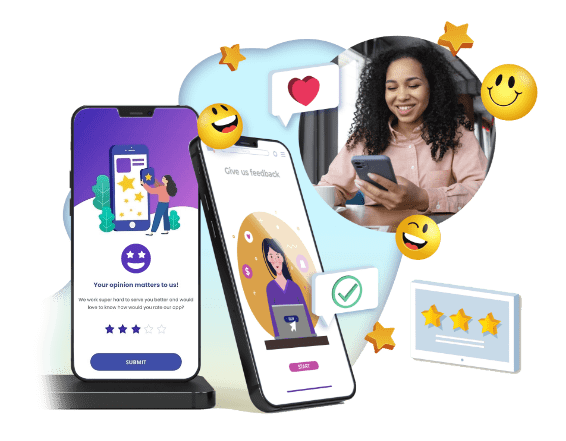 Your opinion matters to us!
We work super hard to serve you better and would
love to know how would you rate our app?
SUBMIT
Give us feedback
START